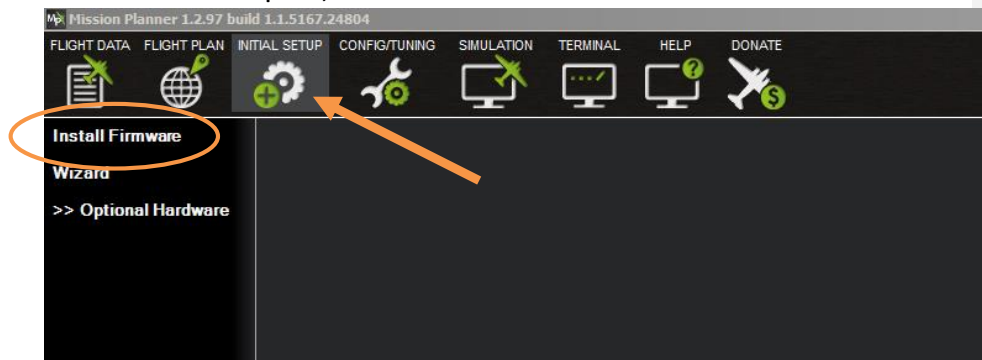 Mission Planner 1.2.97 build 1.1.5167.24804
FLIGHT DATA FLIGHT PLAN INITIAL SETUP CONFIG/TUNING SIMULATION TERMINAL HELP DONATE
Install Firmware
Wizard
>> Optional Hardware